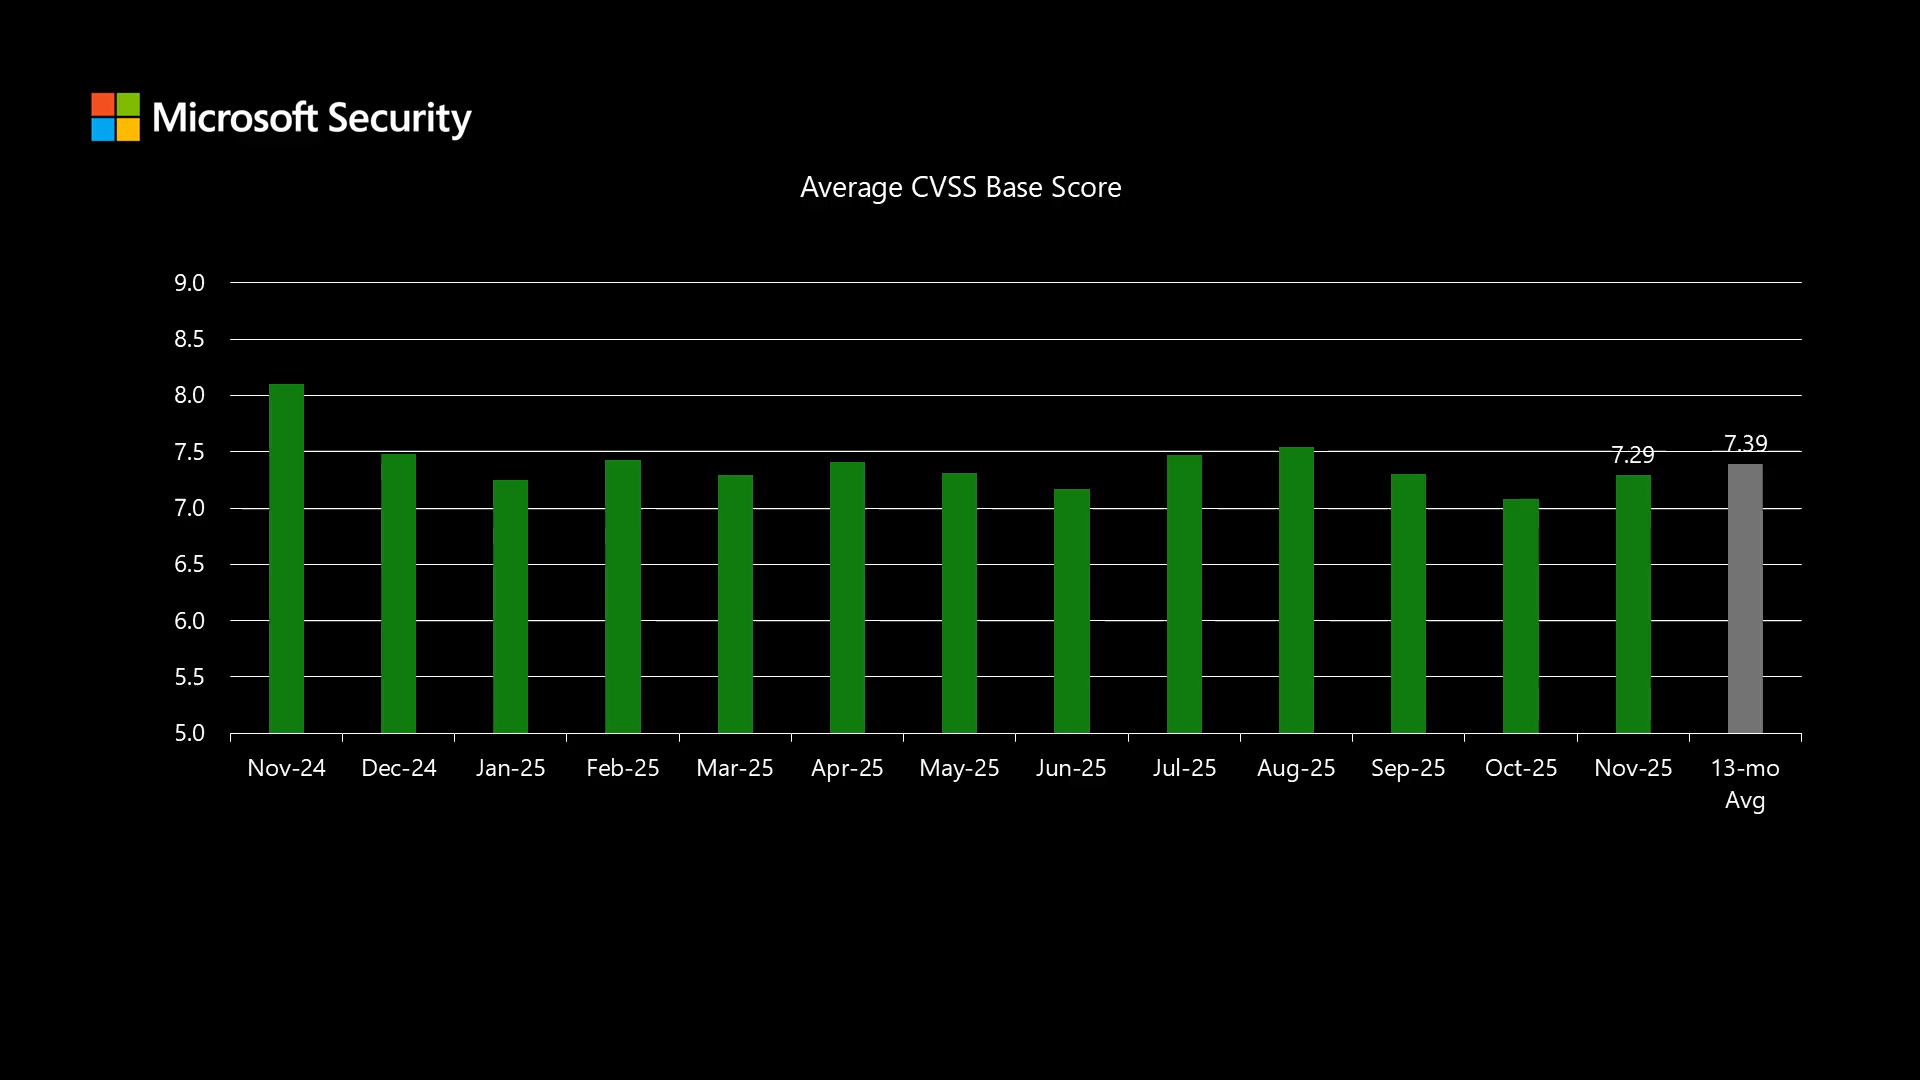 Microsoft Security
Average CVSS Base Score
9.0
8.5
8.0
7.5
7.0
6.5
6.0
5.5
5.0
7.29
7.39
Nov-24
Dec-24
Jan-25
Feb-25
Mar-25
Apr-25
May-25
Jun-25
Jul-25
Aug-25
Sep-25
Oct-25
Nov-25
13-mo
Avg